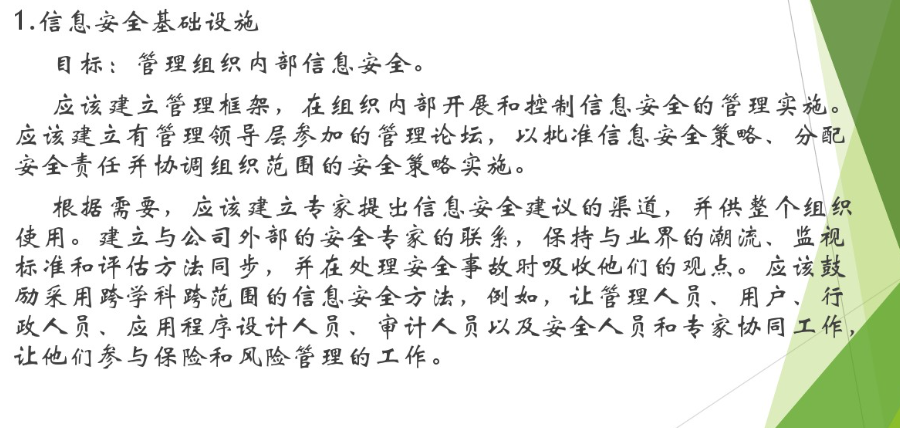 1.信息安全基础设施
目标：管理组织内部信息安全。
应该建立管理框架，在组织内部开展和控制信息安全的管理实施。
应该建立有管理领导层参加的管理论坛，以批准信息安全策略、分配
安全责任并协调组织范围的安全策略实施。
根据需要，应该建立专家提出信息安全建议的渠道，并供整个组织
使用。建立与公司外部的安全专家的联系，保持与业界的潮流、监视
标准和评估方法同步，并在处理安全事故时吸收他们的观点。应该鼓
励采用跨学科跨范围的信息安全方法，例如，让管理人员、用户、行
政人员、应用程序设计人员、审计人员以及安全人员和专家协同工作，
让他们参与保险和风险管理的工作。